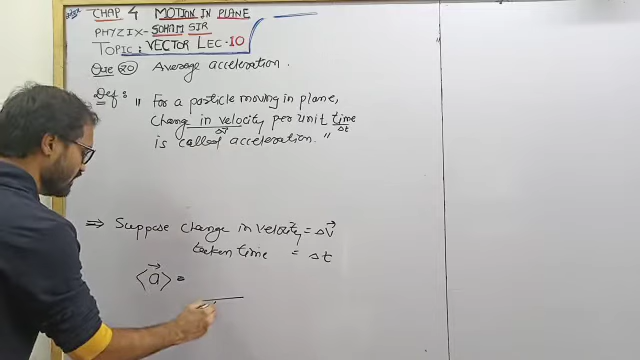 CHAP 4 MOTION IN PLANE
PHYZIX-SOHAM SIR
TOPIC: VECTOR LEC-10
Que 20 Average acceleration.
Def: " For a particle moving in plane,
change in velocity per unit time
Δv⃗ Δt
is called acceleration. "
⇒ Suppose change in velocity = Δv⃗
taken time = Δt
<a⃗> =